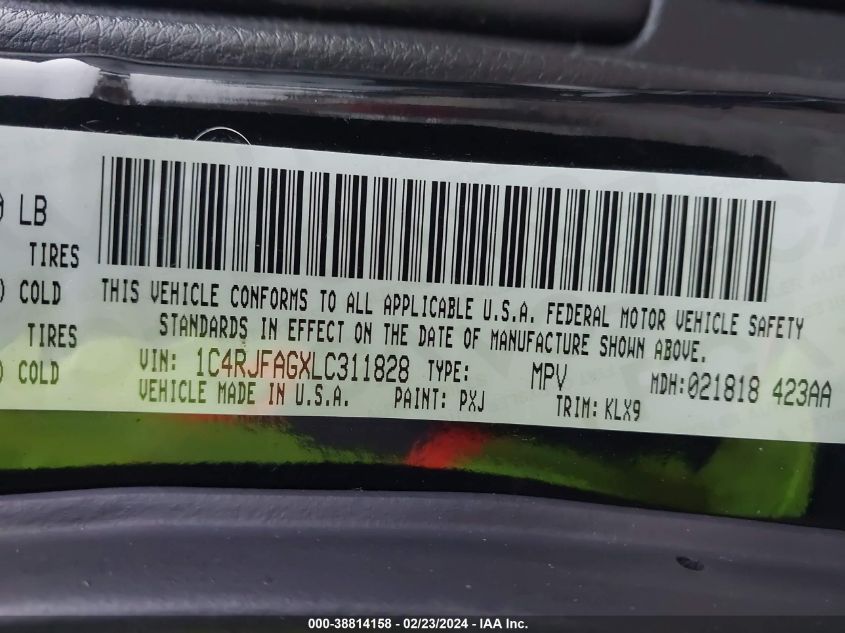 LB
TIRES
COLD
TIRES
COLD
THIS VEHICLE CONFORMS TO ALL APPLICABLE U.S.A. FEDERAL MOTOR VEHICLE SAFETY
STANDARDS IN EFFECT ON THE DATE OF MANUFACTURE SHOWN ABOVE.
VIN: 1C4RJFAGXLC311828 TYPE: MPV MDH:021818 423AA
VEHICLE MADE IN U.S.A. PAINT: PXJ TRIM: KLX9
000-38814158 - 02/23/2024 - IAA Inc.